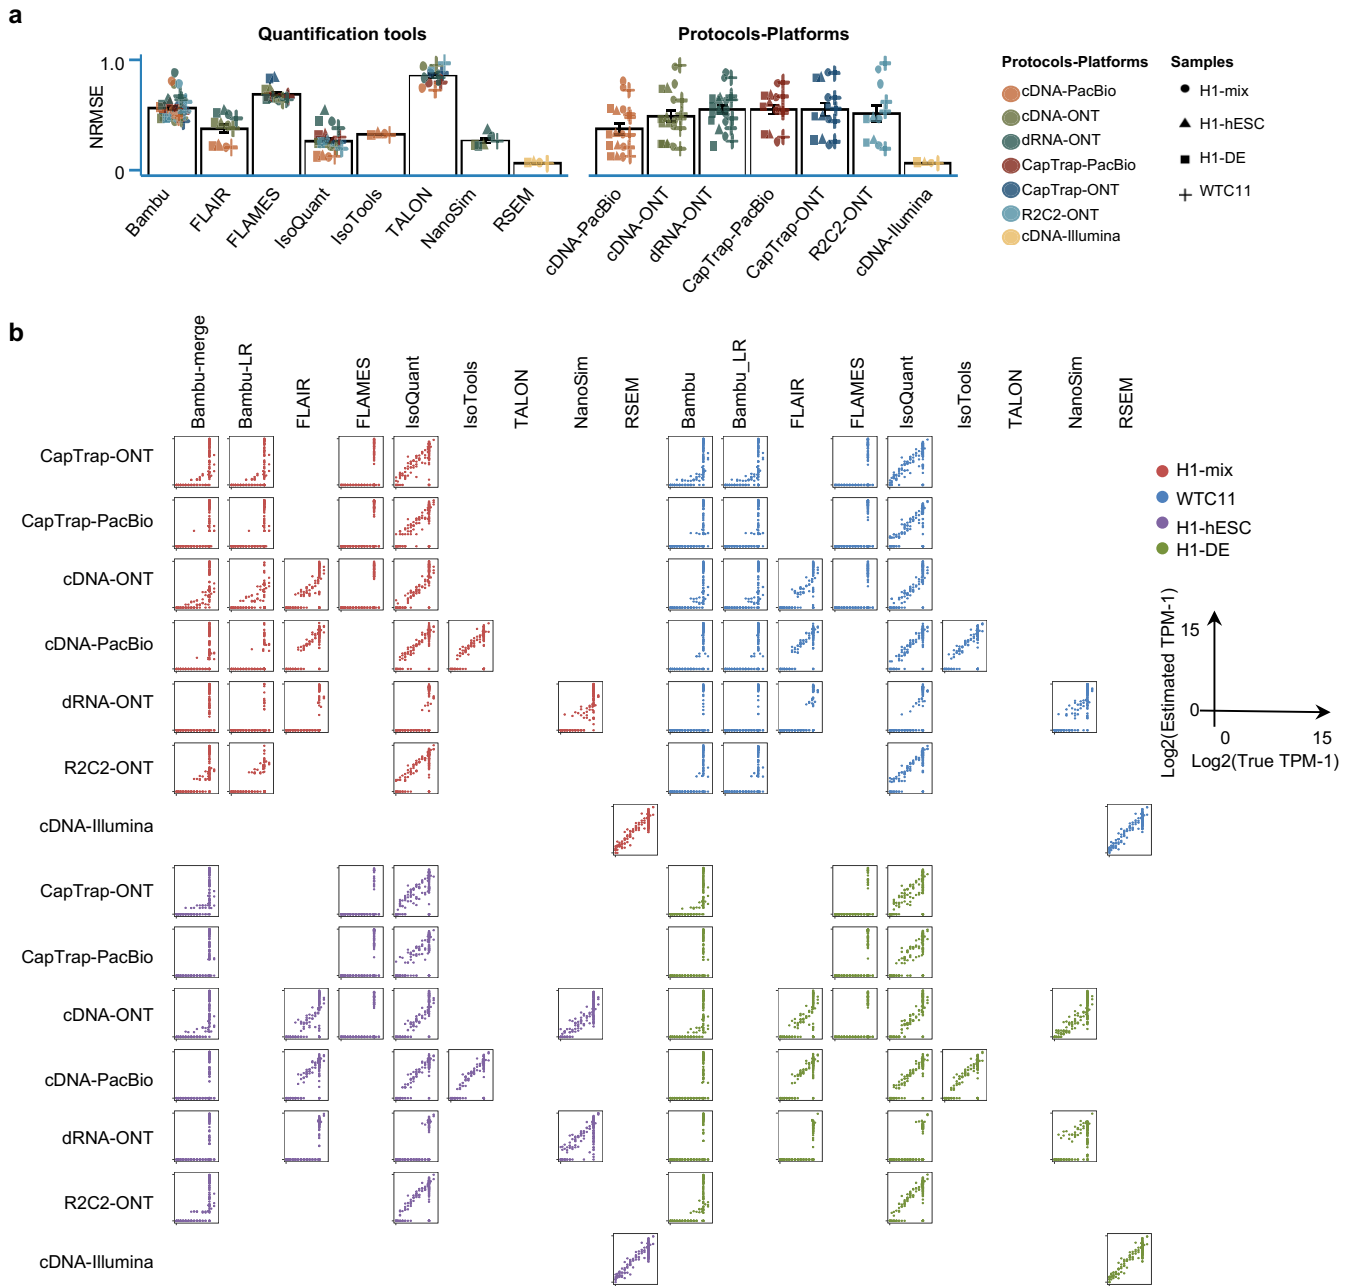 a
Quantification tools
Protocols-Platforms
NRMSE
1.0
0
Bambu
FLAIR
FLAMES
IsoQuant
IsoTools
TALON
NanoSim
RSEM
cDNA-PacBio
cDNA-ONT
dRNA-ONT
CapTrap-PacBio
CapTrap-ONT
R2C2-ONT
cDNA-Ilumina
Protocols-Platforms
cDNA-PacBio
cDNA-ONT
dRNA-ONT
CapTrap-PacBio
CapTrap-ONT
R2C2-ONT
cDNA-Illumina
Samples
H1-mix
H1-hESC
H1-DE
WTC11
b
Bambu-merge
Bambu-LR
FLAIR
FLAMES
IsoQuant
IsoTools
TALON
NanoSim
RSEM
Bambu
Bambu_LR
FLAIR
FLAMES
IsoQuant
IsoTools
TALON
NanoSim
RSEM
CapTrap-ONT
CapTrap-PacBio
cDNA-ONT
cDNA-PacBio
dRNA-ONT
R2C2-ONT
cDNA-Illumina
CapTrap-ONT
CapTrap-PacBio
cDNA-ONT
cDNA-PacBio
dRNA-ONT
R2C2-ONT
cDNA-Illumina
H1-mix
WTC11
H1-hESC
H1-DE
Log2(Estimated TPM-1)
15
0
0
15
Log2(True TPM-1)